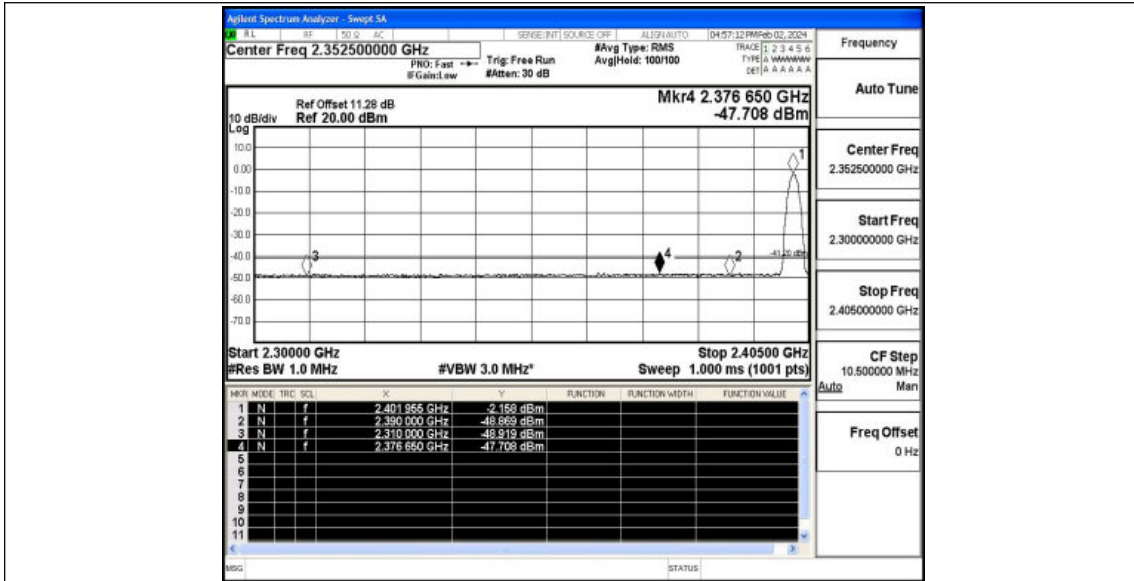 Agilent Spectrum Analyzer - Swept SA
RL RF 50 Ω AC SENSE:INT SOURCE OFF ALIGN AUTO 04:57:12 PM Feb 02, 2024
Center Freq 2.352500000 GHz
PNO: Fast
IFGain:Low
Trig: Free Run
#Atten: 30 dB
#Avg Type: RMS
Avg|Hold: 100/100
TRACE 1 2 3 4 5 6
TYPE A WWWWW
DET A A A A A A
Ref Offset 11.28 dB
Ref 20.00 dBm
10 dB/div
Log
Mkr4 2.376 650 GHz
-47.708 dBm
10.0
0.00
-10.0
-20.0
-30.0
-40.0
-50.0
-60.0
-70.0
1
3
4
2
-41.20 dBm
Start 2.30000 GHz
Stop 2.40500 GHz
#Res BW 1.0 MHz
#VBW 3.0 MHz*
Sweep 1.000 ms (1001 pts)
MKR MODE TRC SCL X Y FUNCTION FUNCTION WIDTH FUNCTION VALUE
1 N f 2.401 955 GHz -2.158 dBm
2 N f 2.390 000 GHz -48.869 dBm
3 N f 2.310 000 GHz -48.919 dBm
4 N f 2.376 650 GHz -47.708 dBm
5
6
7
8
9
10
11
MSG
STATUS
Frequency
Auto Tune
Center Freq
2.352500000 GHz
Start Freq
2.300000000 GHz
Stop Freq
2.405000000 GHz
CF Step
10.500000 MHz
Auto Man
Freq Offset
0 Hz